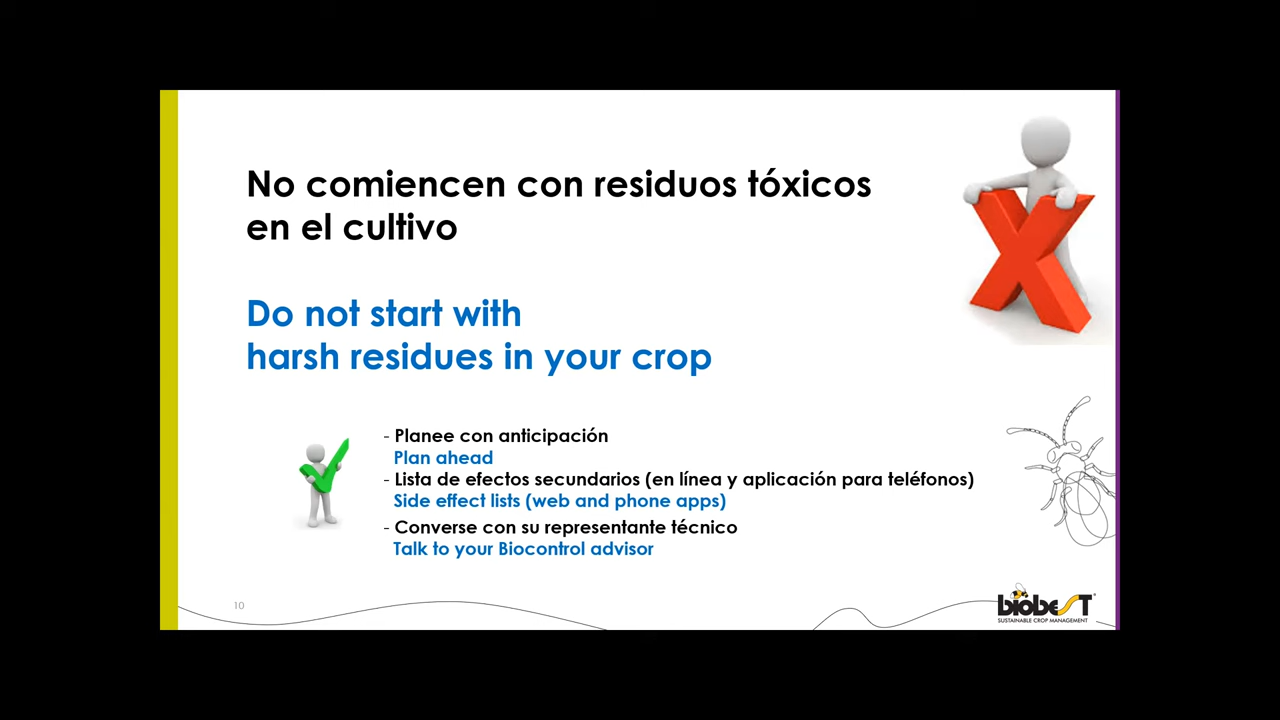 No comiencen con residuos tóxicos
en el cultivo
Do not start with
harsh residues in your crop
- Planee con anticipación
Plan ahead
- Lista de efectos secundarios (en línea y aplicación para teléfonos)
Side effect lists (web and phone apps)
- Converse con su representante técnico
Talk to your Biocontrol advisor
10
biobest
SUSTAINABLE CROP MANAGEMENT